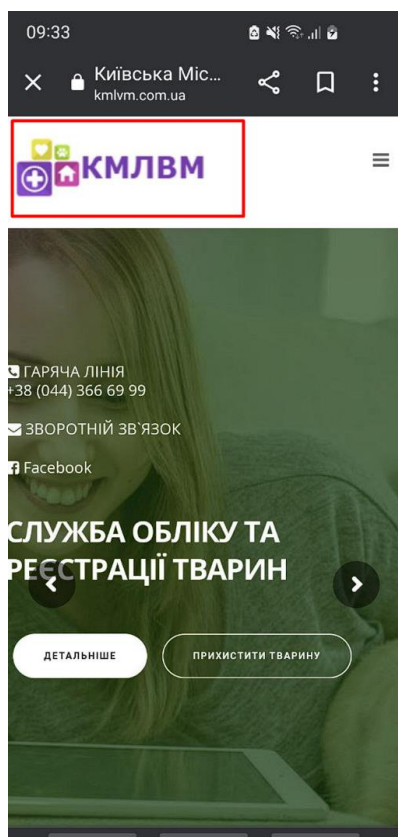 09:33
Київська Міс...
kmlvm.com.ua
КМЛВМ
ГАРЯЧА ЛІНІЯ
+38 (044) 366 69 99
ЗВОРОТНІЙ ЗВ`ЯЗОК
Facebook
СЛУЖБА ОБЛІКУ ТА
РЕЄСТРАЦІЇ ТВАРИН
ДЕТАЛЬНІШЕ
ПРИХИСТИТИ ТВАРИНУ